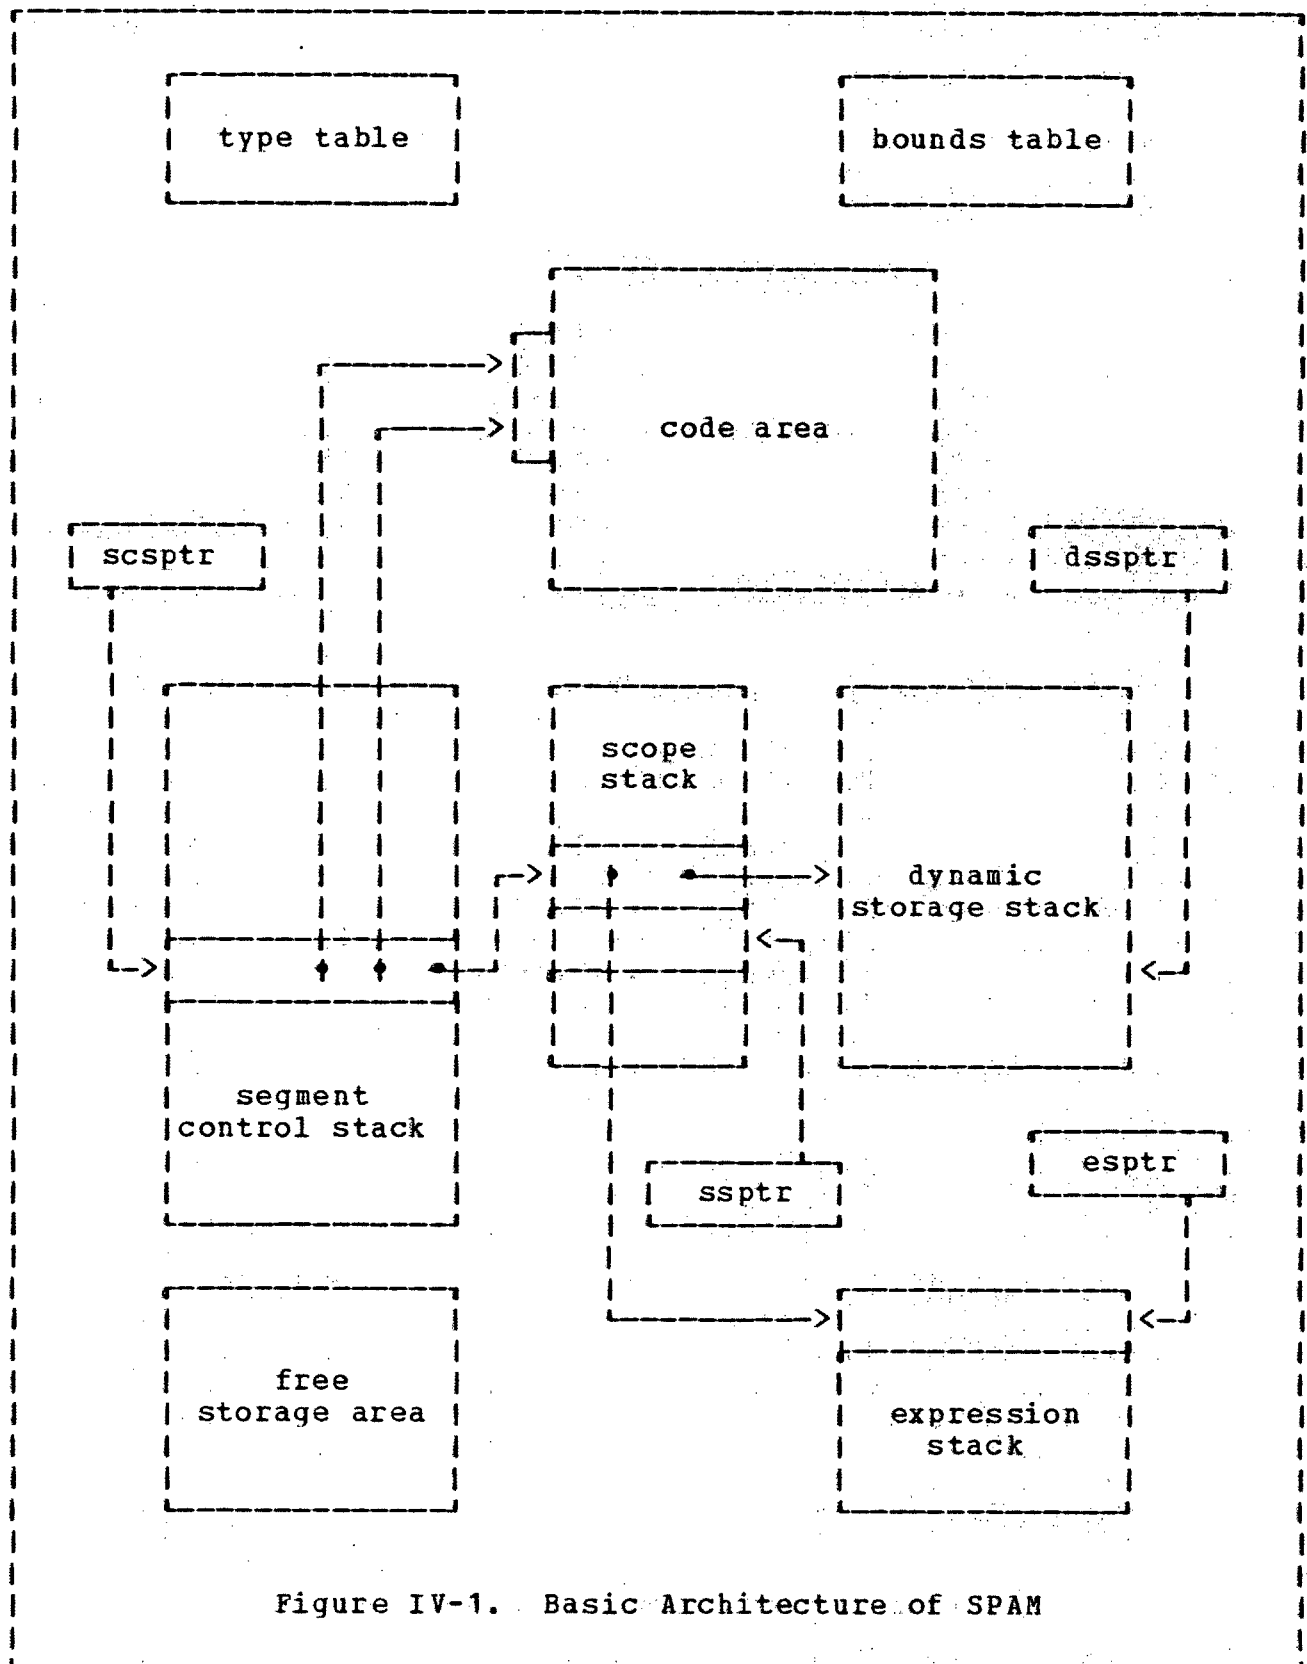 type table
bounds table
code area
scsptr
dssptr
scope
stack
dynamic
storage stack
segment
control stack
ssptr
esptr
free
storage area
expression
stack
Figure IV-1. Basic Architecture of SPAM